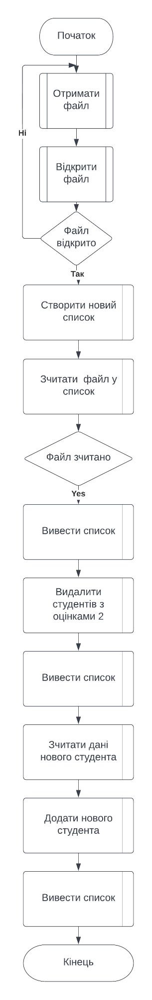 Початок
Отримати
файл
Ні
Відкрити
файл
Файл
відкрито
Так
Створити новий
список
Зчитати  файл у
список
Файл зчитано
Yes
Вивести список
Видалити
студентів з
оцінками 2
Вивести список
Зчитати дані
нового студента
Додати нового
студента
Вивести список
Кінець